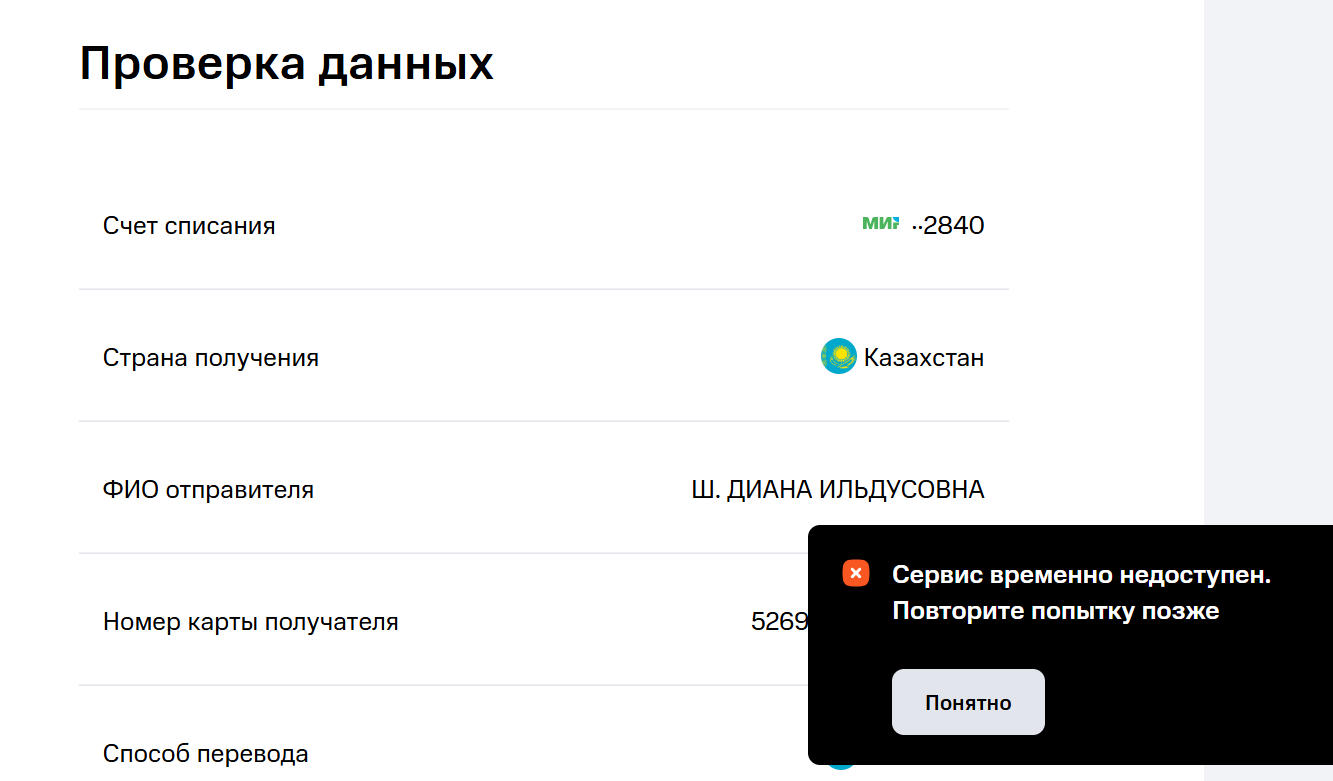 Проверка данных
Счет списания
МИР ··2840
Страна получения
Казахстан
ФИО отправителя
Ш. ДИАНА ИЛЬДУСОВНА
Номер карты получателя
5269
Способ перевода
Сервис временно недоступен.
Повторите попытку позже
Понятно